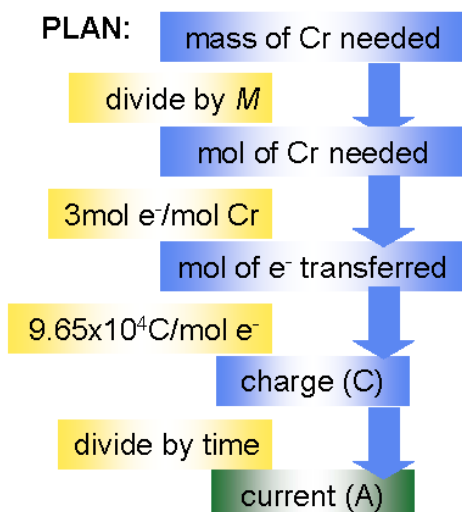 PLAN:
mass of Cr needed
divide by M
mol of Cr needed
3mol e⁻/mol Cr
mol of e⁻ transferred
9.65x10⁴C/mol e⁻
charge (C)
divide by time
current (A)